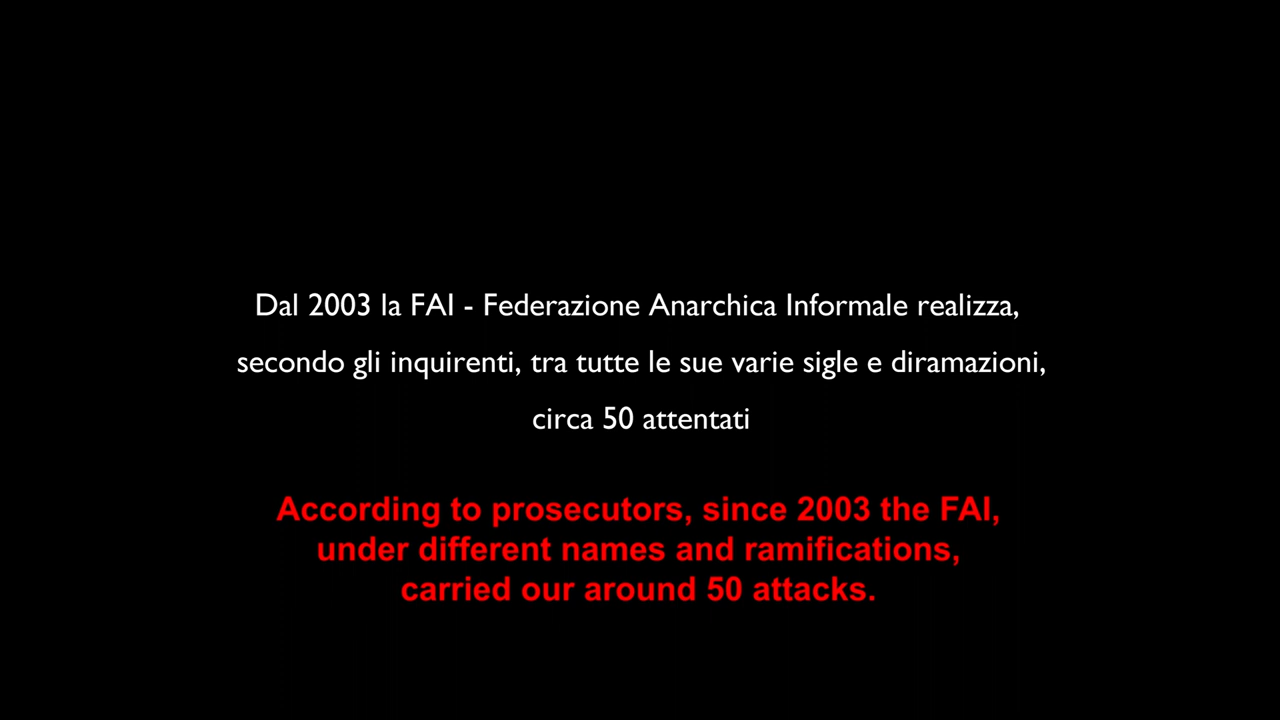 Dal 2003 la FAI - Federazione Anarchica Informale realizza,
secondo gli inquirenti, tra tutte le sue varie sigle e diramazioni,
circa 50 attentati
According to prosecutors, since 2003 the FAI,
under different names and ramifications,
carried our around 50 attacks.